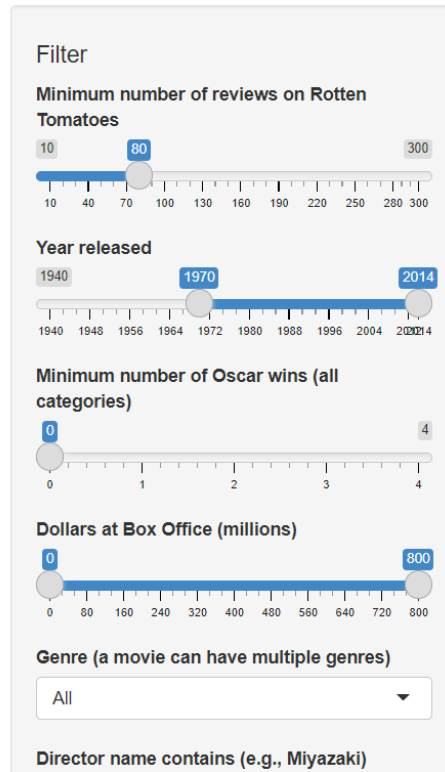 Filter
Minimum number of reviews on Rotten
Tomatoes
10 80 300
10 40 70 100 130 160 190 220 250 280 300
Year released
1940 1970 2014
1940 1948 1956 1964 1972 1980 1988 1996 2004 2012 2014
Minimum number of Oscar wins (all
categories)
0 4
0 1 2 3 4
Dollars at Box Office (millions)
0 800
0 80 160 240 320 400 480 560 640 720 800
Genre (a movie can have multiple genres)
All
Director name contains (e.g., Miyazaki)